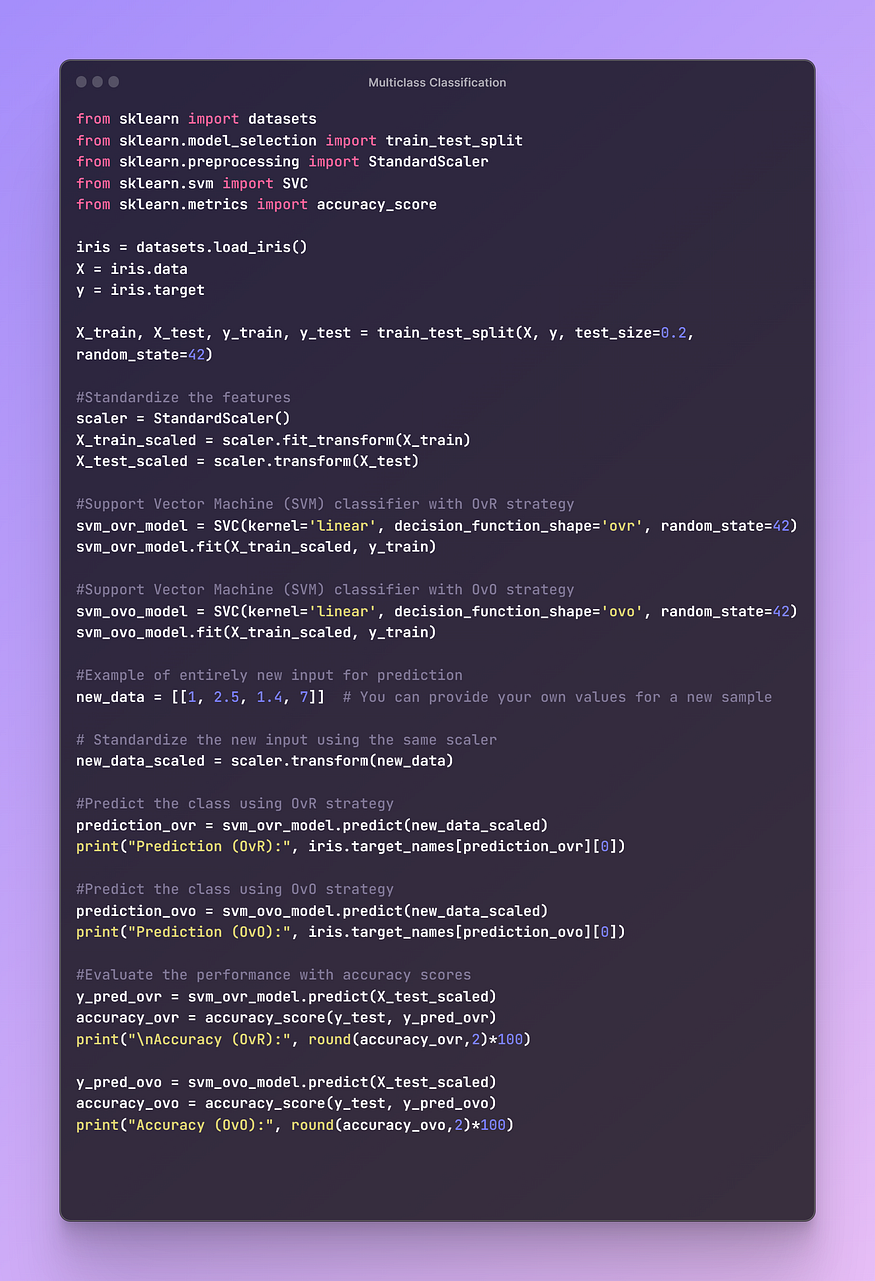 Multiclass Classification
from sklearn import datasets
from sklearn.model_selection import train_test_split
from sklearn.preprocessing import StandardScaler
from sklearn.svm import SVC
from sklearn.metrics import accuracy_score
iris = datasets.load_iris()
X = iris.data
y = iris.target
X_train, X_test, y_train, y_test = train_test_split(X, y, test_size=0.2,
random_state=42)
#Standardize the features
scaler = StandardScaler()
X_train_scaled = scaler.fit_transform(X_train)
X_test_scaled = scaler.transform(X_test)
#Support Vector Machine (SVM) classifier with OvR strategy
svm_ovr_model = SVC(kernel='linear', decision_function_shape='ovr', random_state=42)
svm_ovr_model.fit(X_train_scaled, y_train)
#Support Vector Machine (SVM) classifier with OvO strategy
svm_ovo_model = SVC(kernel='linear', decision_function_shape='ovo', random_state=42)
svm_ovo_model.fit(X_train_scaled, y_train)
#Example of entirely new input for prediction
new_data = [[1, 2.5, 1.4, 7]]  # You can provide your own values for a new sample
# Standardize the new input using the same scaler
new_data_scaled = scaler.transform(new_data)
#Predict the class using OvR strategy
prediction_ovr = svm_ovr_model.predict(new_data_scaled)
print("Prediction (OvR):", iris.target_names[prediction_ovr][0])
#Predict the class using OvO strategy
prediction_ovo = svm_ovo_model.predict(new_data_scaled)
print("Prediction (OvO):", iris.target_names[prediction_ovo][0])
#Evaluate the performance with accuracy scores
y_pred_ovr = svm_ovr_model.predict(X_test_scaled)
accuracy_ovr = accuracy_score(y_test, y_pred_ovr)
print("\nAccuracy (OvR):", round(accuracy_ovr,2)*100)
y_pred_ovo = svm_ovo_model.predict(X_test_scaled)
accuracy_ovo = accuracy_score(y_test, y_pred_ovo)
print("Accuracy (OvO):", round(accuracy_ovo,2)*100)